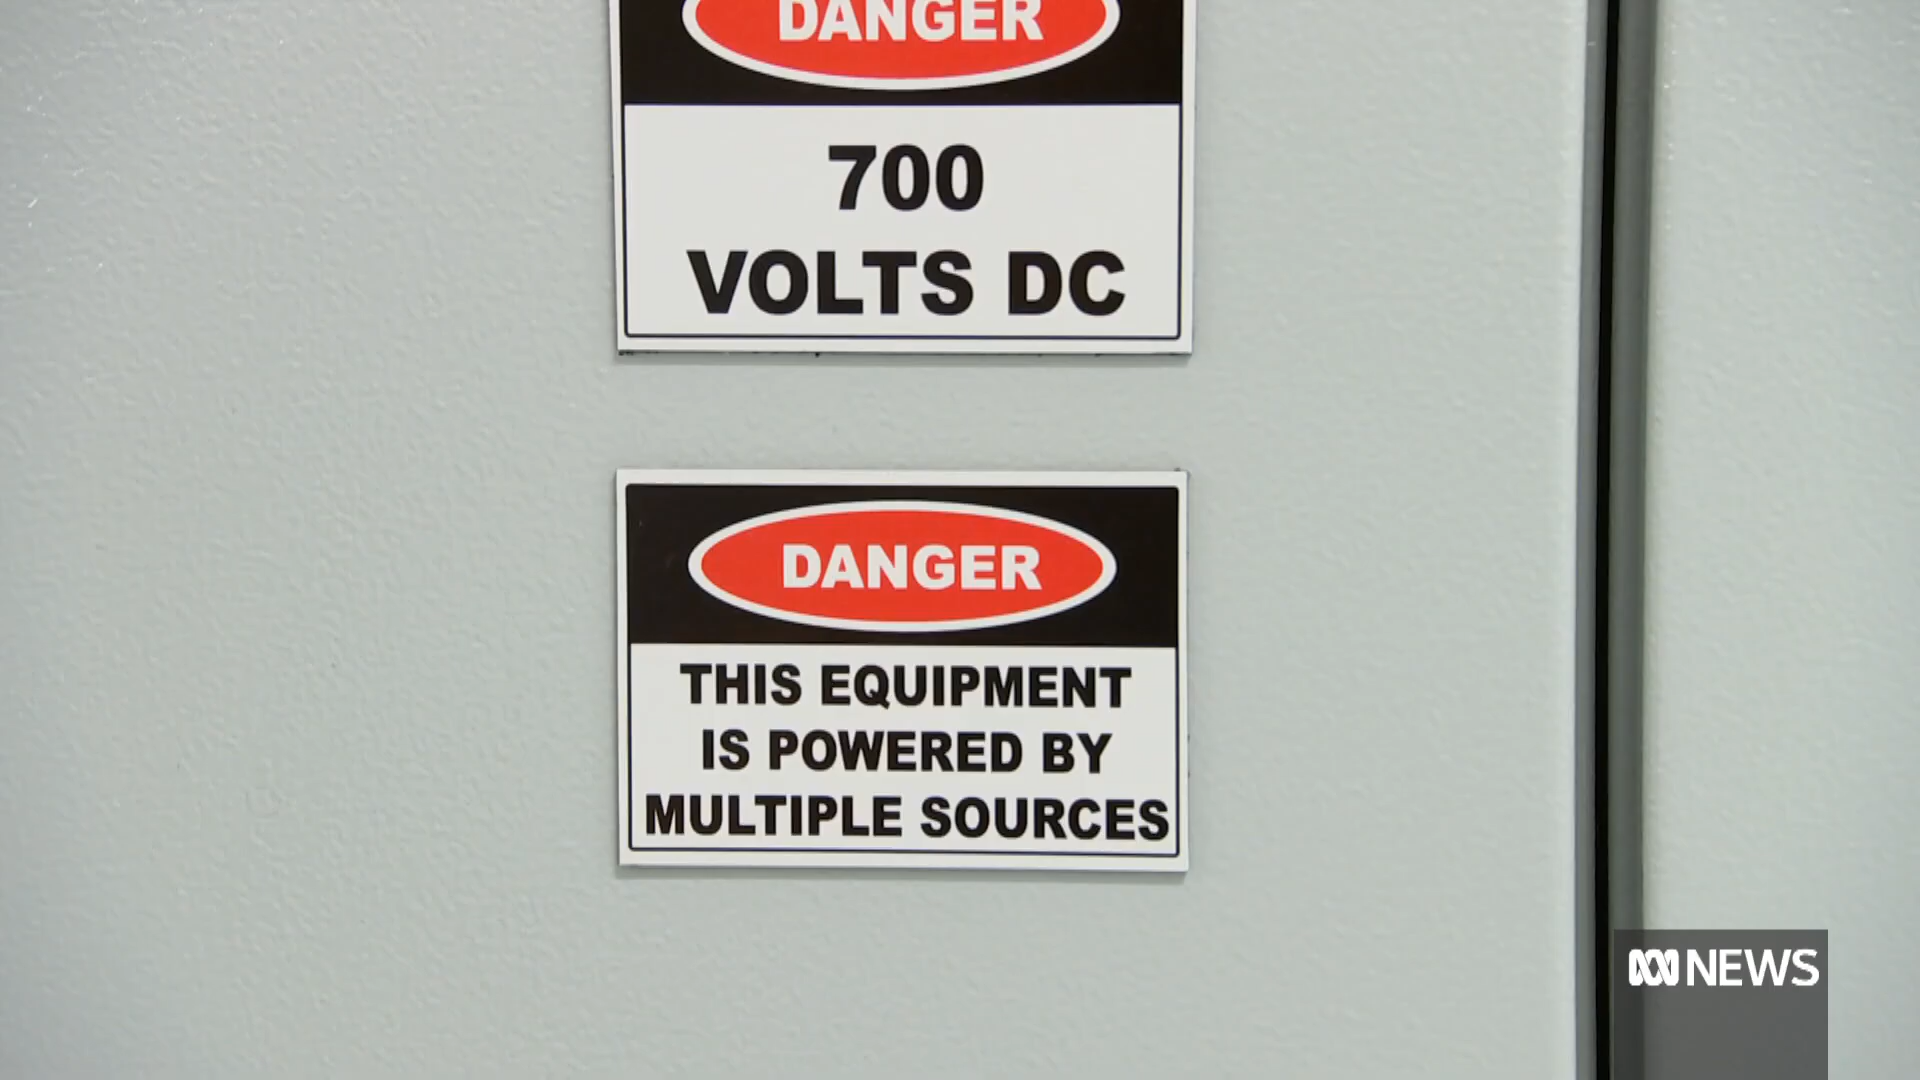 DANGER
700
VOLTS DC
DANGER
THIS EQUIPMENT
IS POWERED BY
MULTIPLE SOURCES
NEWS